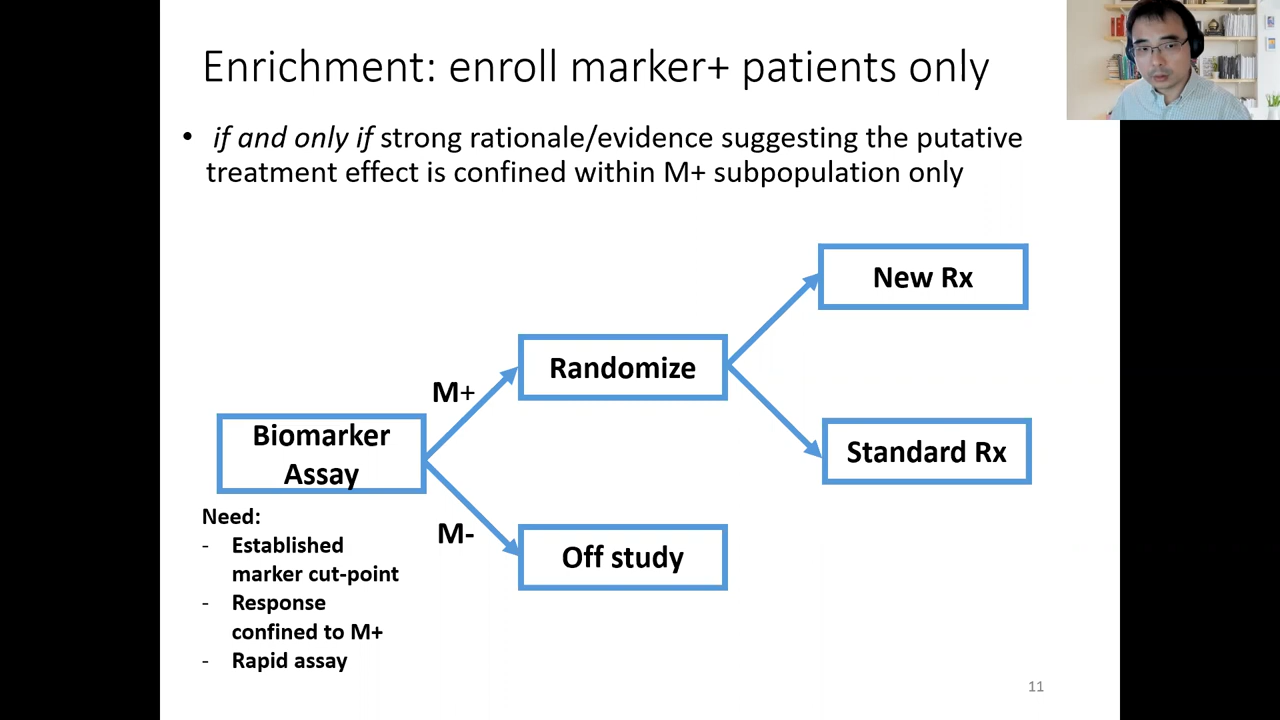 Enrichment: enroll marker+ patients only
• if and only if strong rationale/evidence suggesting the putative
treatment effect is confined within M+ subpopulation only
New Rx
Randomize
M+
Biomarker
Assay
Standard Rx
Need:
- Established
marker cut-point
- Response
confined to M+
- Rapid assay
M-
Off study
11